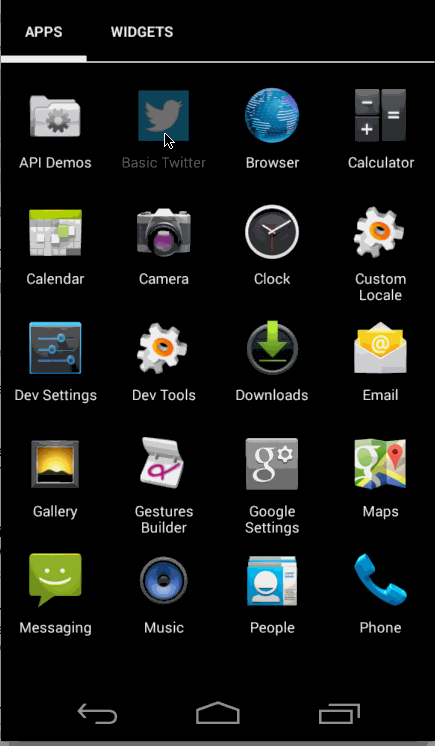 APPS WIDGETS
API Demos Basic Twitter Browser Calculator
Calendar Camera Clock Custom
Locale
Dev Settings Dev Tools Downloads Email
Gallery Gestures Google Maps
Builder Settings
Messaging Music People Phone